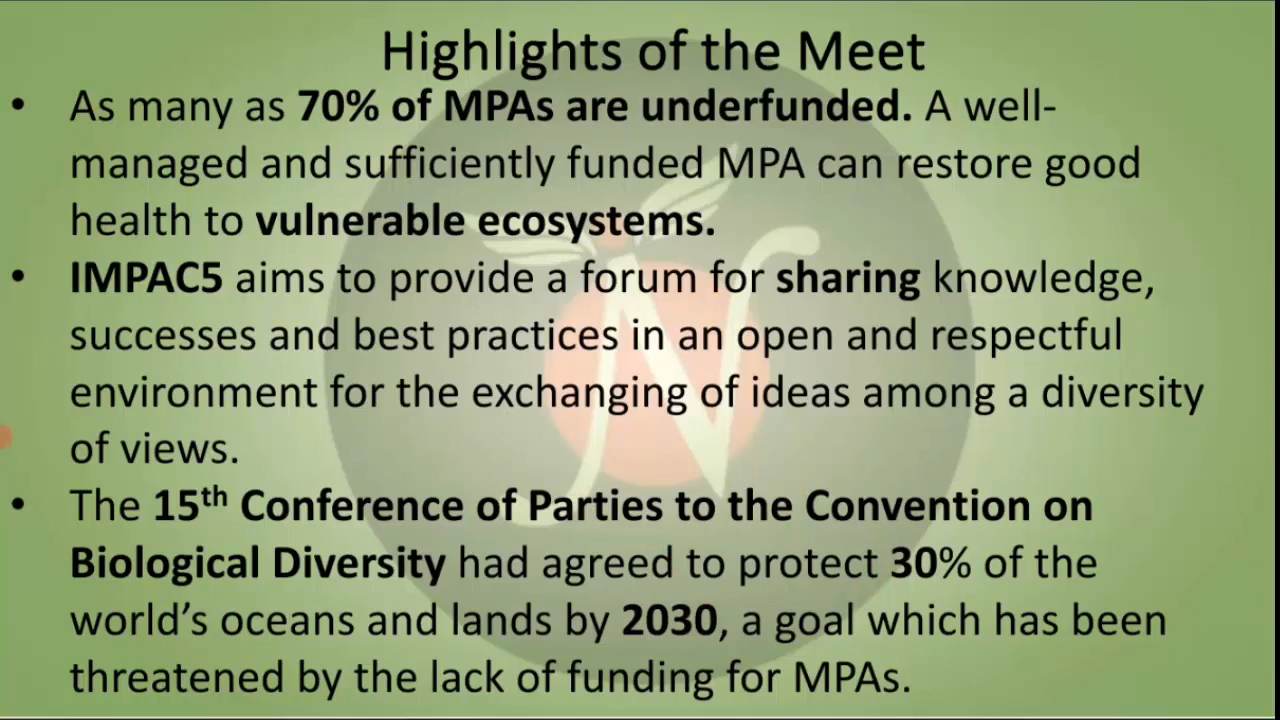 Highlights of the Meet
• As many as 70% of MPAs are underfunded. A well-
managed and sufficiently funded MPA can restore good
health to vulnerable ecosystems.
• IMPAC5 aims to provide a forum for sharing knowledge,
successes and best practices in an open and respectful
environment for the exchanging of ideas among a diversity
of views.
• The 15th Conference of Parties to the Convention on
Biological Diversity had agreed to protect 30% of the
world's oceans and lands by 2030, a goal which has been
threatened by the lack of funding for MPAs.